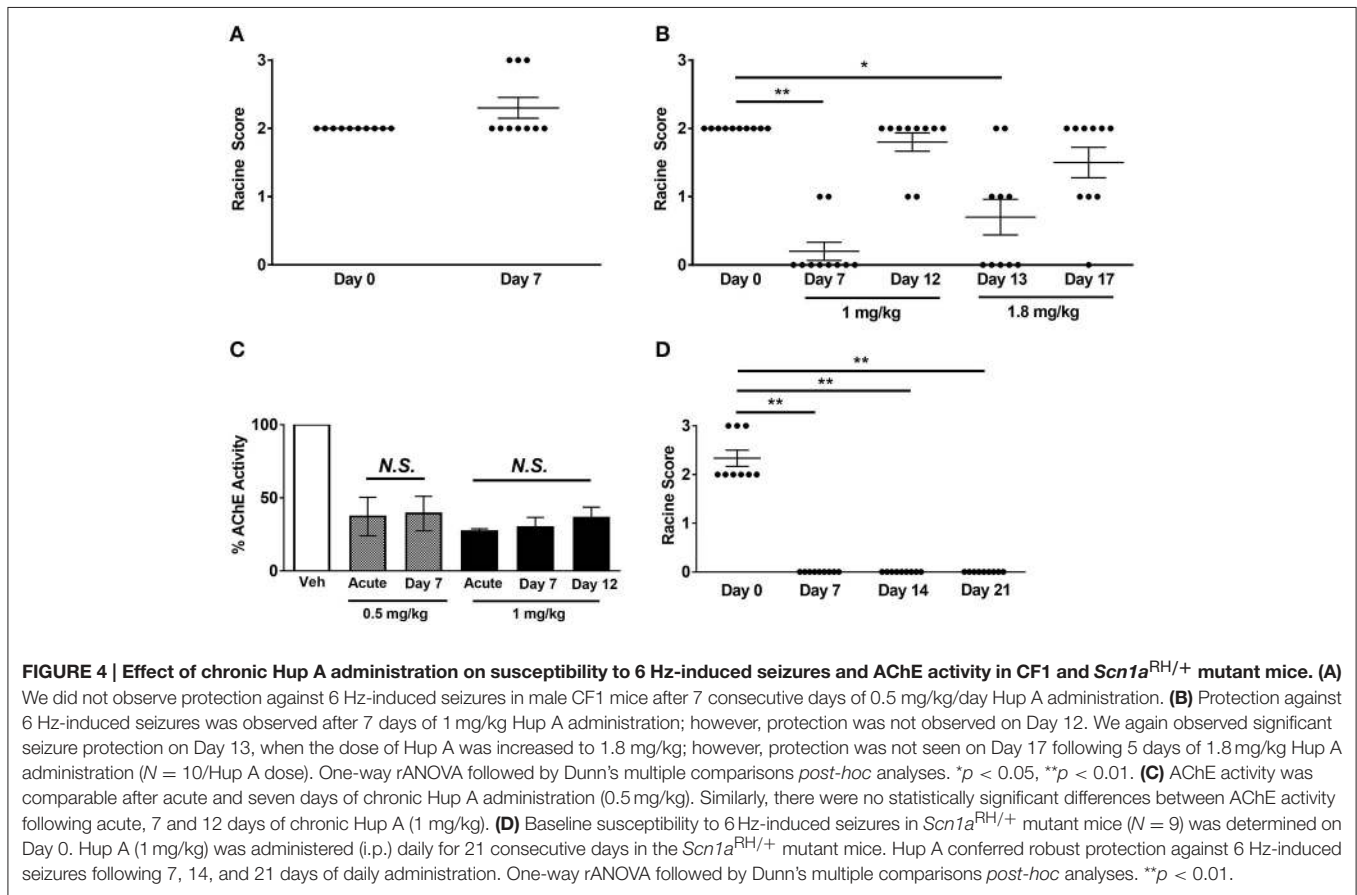 A
3
2
1
0
Racine Score
Day 0 Day 7
B
*
**
3
2
1
0
Racine Score
Day 0 Day 7 Day 12 Day 13 Day 17
1 mg/kg 1.8 mg/kg
C
100
50
0
% AChE Activity
N.S. N.S.
Veh Acute Day 7 Acute Day 7 Day 12
0.5 mg/kg 1 mg/kg
D
**
**
**
3
2
1
0
Racine Score
Day 0 Day 7 Day 14 Day 21
FIGURE 4 | Effect of chronic Hup A administration on susceptibility to 6 Hz-induced seizures and AChE activity in CF1 and Scn1a^RH/+ mutant mice. (A)
We did not observe protection against 6 Hz-induced seizures in male CF1 mice after 7 consecutive days of 0.5 mg/kg/day Hup A administration. (B) Protection against
6 Hz-induced seizures was observed after 7 days of 1 mg/kg Hup A administration; however, protection was not observed on Day 12. We again observed significant
seizure protection on Day 13, when the dose of Hup A was increased to 1.8 mg/kg; however, protection was not seen on Day 17 following 5 days of 1.8 mg/kg Hup A
administration (N = 10/Hup A dose). One-way rANOVA followed by Dunn's multiple comparisons post-hoc analyses. *p < 0.05, **p < 0.01. (C) AChE activity was
comparable after acute and seven days of chronic Hup A administration (0.5 mg/kg). Similarly, there were no statistically significant differences between AChE activity
following acute, 7 and 12 days of chronic Hup A (1 mg/kg). (D) Baseline susceptibility to 6 Hz-induced seizures in Scn1a^RH/+ mutant mice (N = 9) was determined on
Day 0. Hup A (1 mg/kg) was administered (i.p.) daily for 21 consecutive days in the Scn1a^RH/+ mutant mice. Hup A conferred robust protection against 6 Hz-induced
seizures following 7, 14, and 21 days of daily administration. One-way rANOVA followed by Dunn's multiple comparisons post-hoc analyses. **p < 0.01.